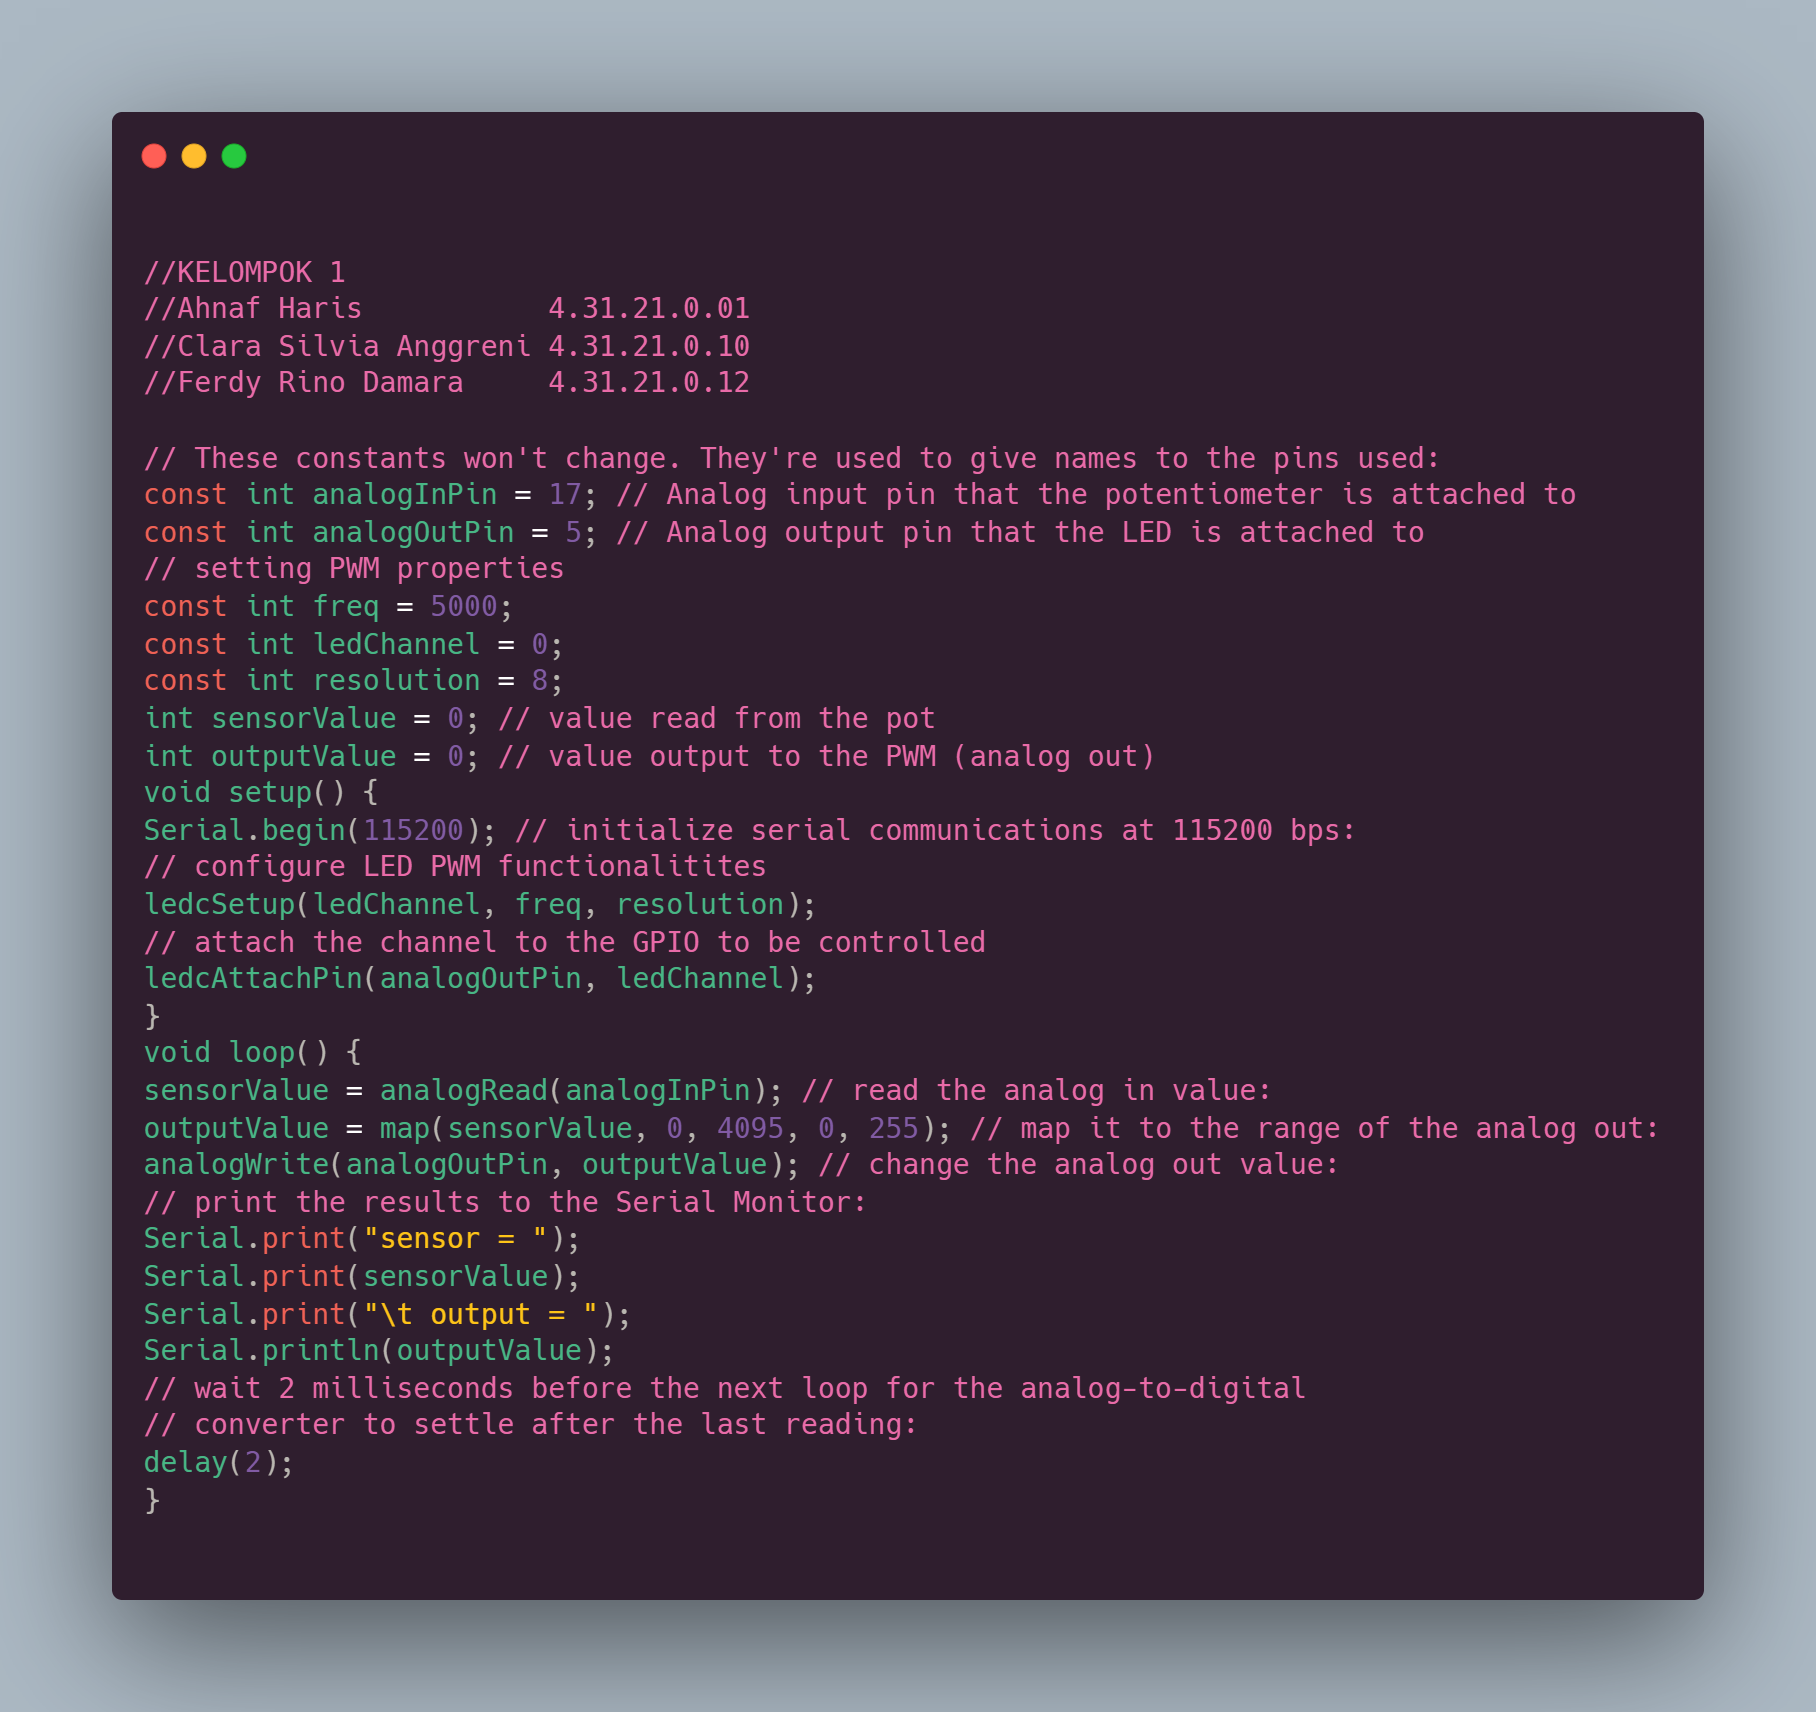 //KELOMPOK 1
//Ahnaf Haris           4.31.21.0.01
//Clara Silvia Anggreni 4.31.21.0.10
//Ferdy Rino Damara     4.31.21.0.12

// These constants won't change. They're used to give names to the pins used:
const int analogInPin = 17; // Analog input pin that the potentiometer is attached to
const int analogOutPin = 5; // Analog output pin that the LED is attached to
// setting PWM properties
const int freq = 5000;
const int ledChannel = 0;
const int resolution = 8;
int sensorValue = 0; // value read from the pot
int outputValue = 0; // value output to the PWM (analog out)
void setup() {
Serial.begin(115200); // initialize serial communications at 115200 bps:
// configure LED PWM functionalitites
ledcSetup(ledChannel, freq, resolution);
// attach the channel to the GPIO to be controlled
ledcAttachPin(analogOutPin, ledChannel);
}
void loop() {
sensorValue = analogRead(analogInPin); // read the analog in value:
outputValue = map(sensorValue, 0, 4095, 0, 255); // map it to the range of the analog out:
analogWrite(analogOutPin, outputValue); // change the analog out value:
// print the results to the Serial Monitor:
Serial.print("sensor = ");
Serial.print(sensorValue);
Serial.print("\t output = ");
Serial.println(outputValue);
// wait 2 milliseconds before the next loop for the analog-to-digital
// converter to settle after the last reading:
delay(2);
}